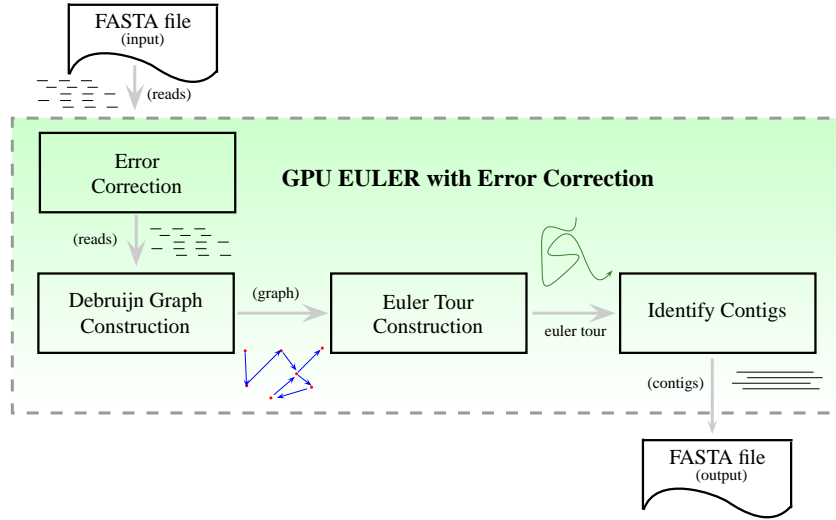 FASTA file
(input)
(reads)
Error
Correction
GPU EULER with Error Correction
(reads)
Debruijn Graph
Construction
(graph)
Euler Tour
Construction
euler tour
Identify Contigs
(contigs)
FASTA file
(output)